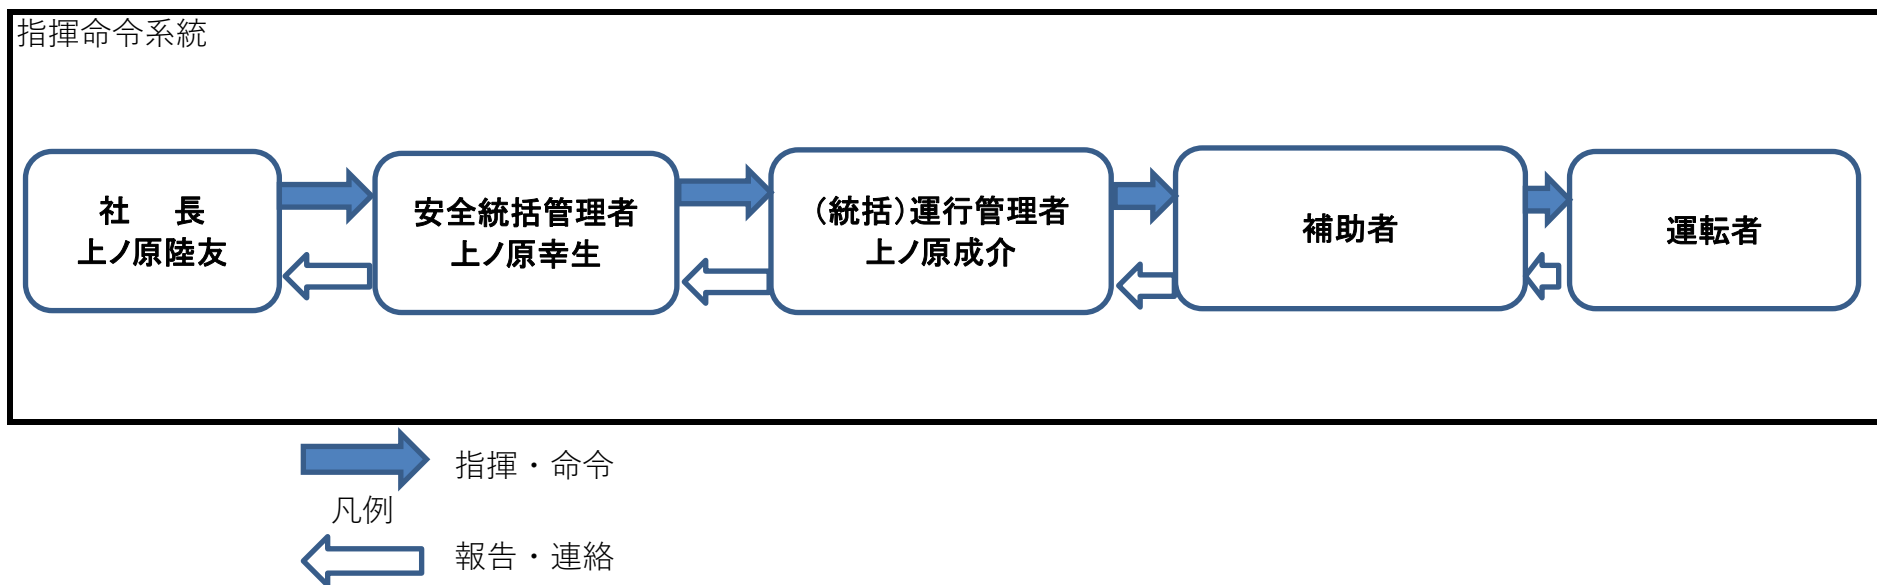 指揮命令系統
社　長
上ノ原陸友
安全統括管理者
上ノ原幸生
(統括)運行管理者
上ノ原成介
補助者
運転者
指揮・命令
凡例
報告・連絡